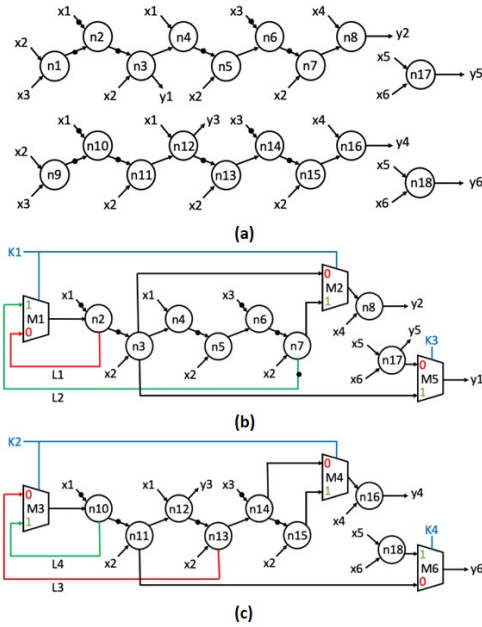 x1 x1 x3 x4
n2 n4 n6 n8 y2
x2 x5
n1 n3 n5 n7 n17 y5
x3 x2 y1 x2 x2 x6
x1 x1 y3 x3 x4
n10 n12 n14 n16 y4
x2 x5
n9 n11 n13 n15 n18 y6
x3 x2 x2 x2 x6
(a)
K1
0
M2
1
1 x1 x1 x3
M1 n2 n4 n6 n8 y2
0 x4
n3 n5 n7 x5 y5 K3
L1 x2 x2 x2 n17 0
x6 M5 y1
L2 1
(b)
K2
0
M4
1
0 x1 x1 y3 x3
M3 n10 n12 n14 n16 y4
1 x4
n11 n13 n15 x5 K4
L4 x2 x2 x2 n18 1
x6 M6 y6
L3 0
(c)